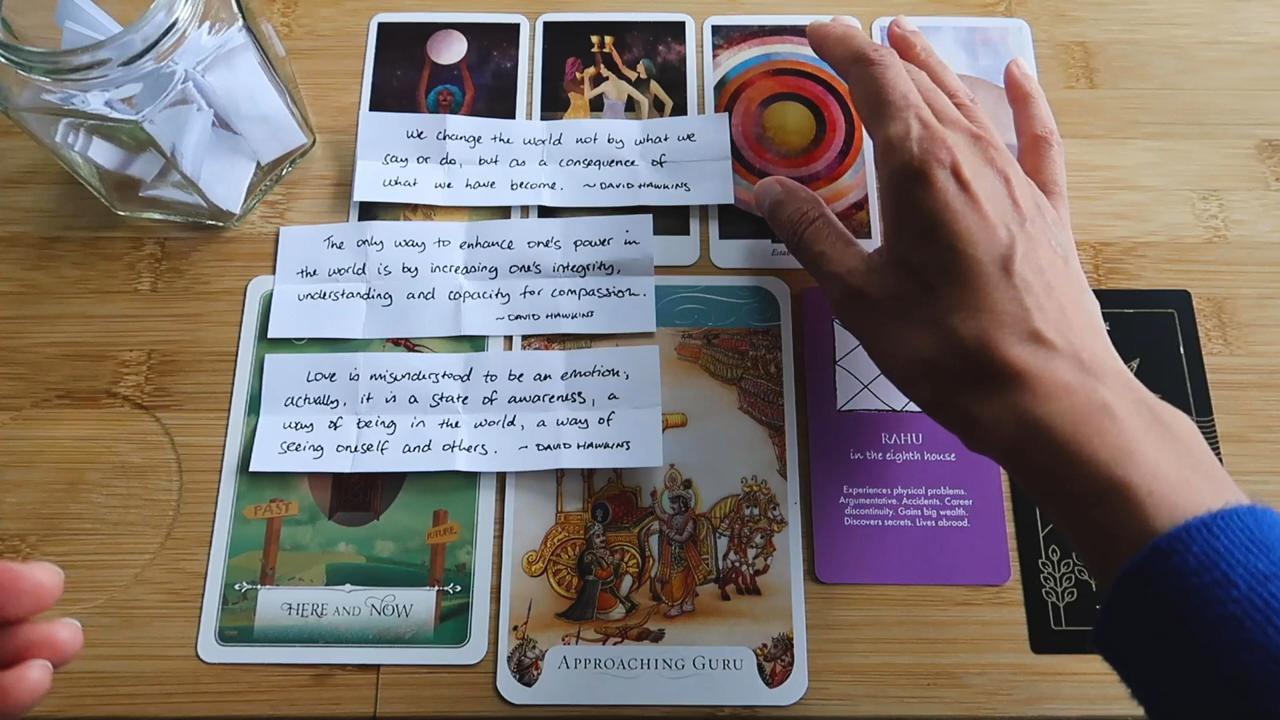 We change the world not by what we
say or do, but as a consequence of
what we have become. ~DAVID HAWKINS
Estab
The only way to enhance one's power in
the world is by increasing one's integrity,
understanding and capacity for compassion.
~DAVID HAWKINS
Love is misunderstood to be an emotion;
actually, it is a state of awareness, a
way of being in the world, a way of
seeing oneself and others. ~ DAVID HAWKINS
PAST
FUTURE
HERE AND NOW
APPROACHING GURU
RAHU
in the eighth house
Experiences physical problems.
Argumentative. Accidents. Career
discontinuity. Gains big wealth.
Discovers secrets. Lives abroad.